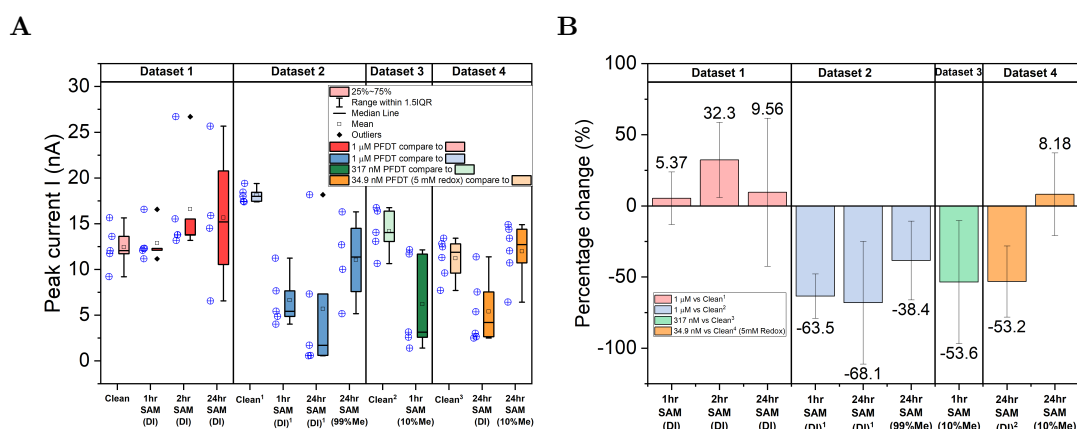 A
Dataset 1 Dataset 2 Dataset 3 Dataset 4
Peak current I (nA)
30
25
20
15
10
5
0
25%~75%
Range within 1.5IQR
Median Line
Mean
Outliers
1 µM PFDT compare to
1 µM PFDT compare to
317 nM PFDT compare to
34.9 nM PFDT (5 mM redox) compare to
Clean 1hr SAM (DI) 2hr SAM (DI) 24hr SAM (DI) Clean¹ 1hr SAM (DI)¹ 24hr SAM (DI)¹ 24hr SAM (99%Me) Clean² 1hr SAM (10%Me) Clean³ 24hr SAM (DI) 24hr SAM (10%Me)
B
Dataset 1 Dataset 2 Dataset 3 Dataset 4
Percentage change (%)
100
50
0
-50
-100
5.37
32.3
9.56
-63.5
-68.1
-38.4
-53.6
-53.2
8.18
1 µM vs Clean¹
1 µM vs Clean²
317 nM vs Clean³
34.9 nM vs Clean⁴ (5mM Redox)
1hr SAM (DI) 2hr SAM (DI) 24hr SAM (DI) 1hr SAM (DI)¹ 24hr SAM (DI)¹ 24hr SAM (99%Me) 1hr SAM (10%Me) 24hr SAM (DI)² 24hr SAM (10%Me)